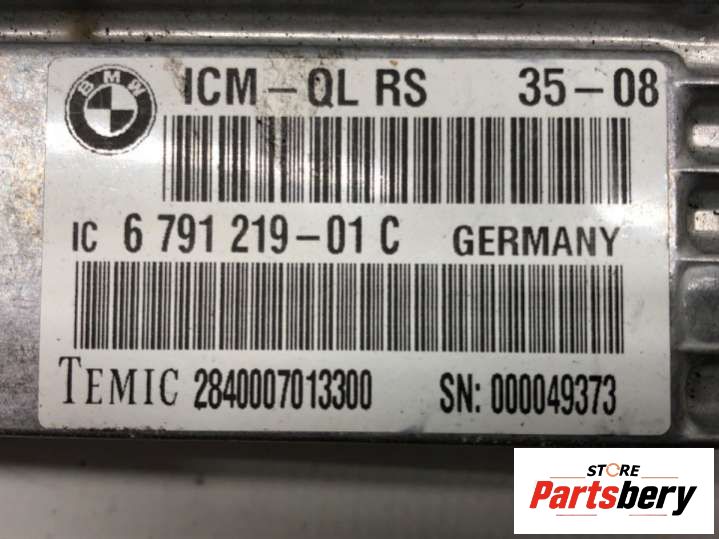 BMW
ICM-QL RS 35-08
IC 6 791 219-01 C GERMANY
TEMIC 2840007013300 SN: 000049373
STORE
Partsbery